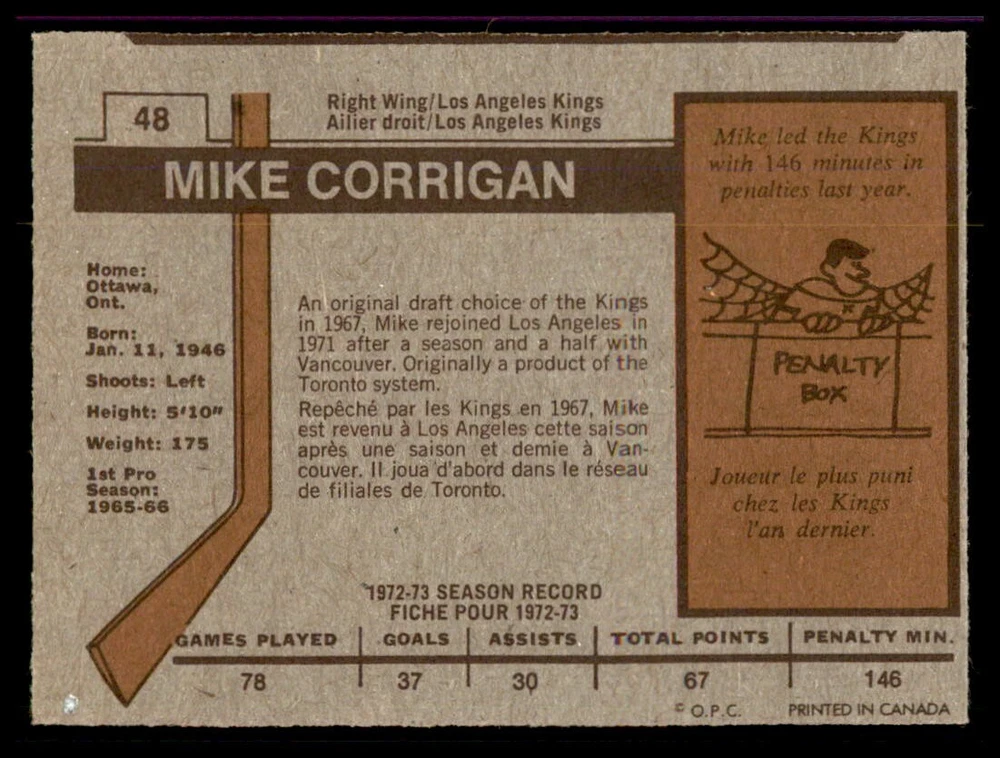 48
Right Wing/Los Angeles Kings
Ailier droit/Los Angeles Kings
MIKE CORRIGAN
Home:
Ottawa,
Ont.
Born:
Jan. 11, 1946
Shoots: Left
Height: 5'10"
Weight: 175
1st Pro
Season:
1965-66
An original draft choice of the Kings
in 1967, Mike rejoined Los Angeles in
1971 after a season and a half with
Vancouver. Originally a product of the
Toronto system.
Repêché par les Kings en 1967, Mike
est revenu à Los Angeles cette saison
après une saison et demie à Van-
couver. Il joua d'abord dans le réseau
de filiales de Toronto.
Mike led the Kings
with 146 minutes in
penalties last year.
PENALTY
BOX
Joueur le plus puni
chez les Kings
l'an dernier.
1972-73 SEASON RECORD
FICHE POUR 1972-73
GAMES PLAYED GOALS ASSISTS TOTAL POINTS PENALTY MIN.
78 37 30 67 146
© O.P.C. PRINTED IN CANADA